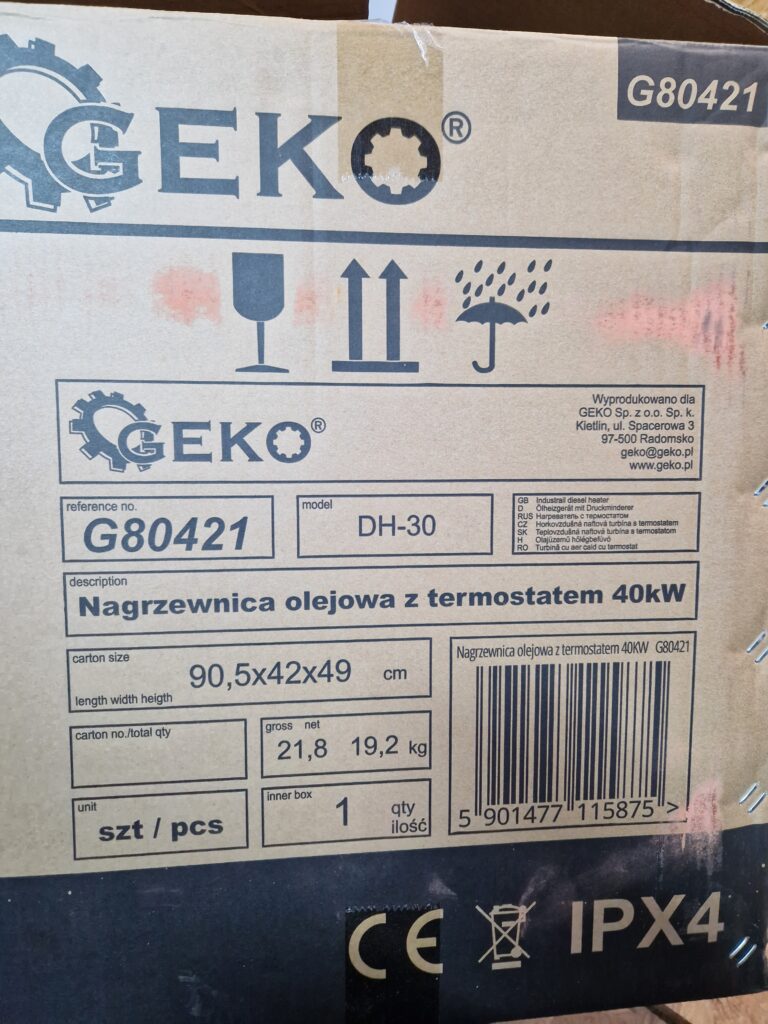 G80421
GEKO®
GEKO®
Wyprodukowano dla
GEKO Sp. z o.o. Sp. k.
Kietlin, ul. Spacerowa 3
97-500 Radomsko
geko@geko.pl
www.geko.pl
reference no.
G80421
model
DH-30
GB Industrail diesel heater
D Ölheizgerät mit Druckminderer
RUS Нагреватель с термостатом
CZ Horkovzdušná naftová turbína s termostatem
SK Teplovzdušná naftová turbína s termostatom
H Olajüzemű hőlégbefúvó
RO Turbină cu aer cald cu termostat
description
Nagrzewnica olejowa z termostatem 40kW
carton size
90,5x42x49 cm
length width heigth
Nagrzewnica olejowa z termostatem 40KW G80421
5 901477 115875 >
carton no./total qty
gross net
21,8 19,2 kg
unit
szt / pcs
inner box
1 qty
ilość
CE IPX4